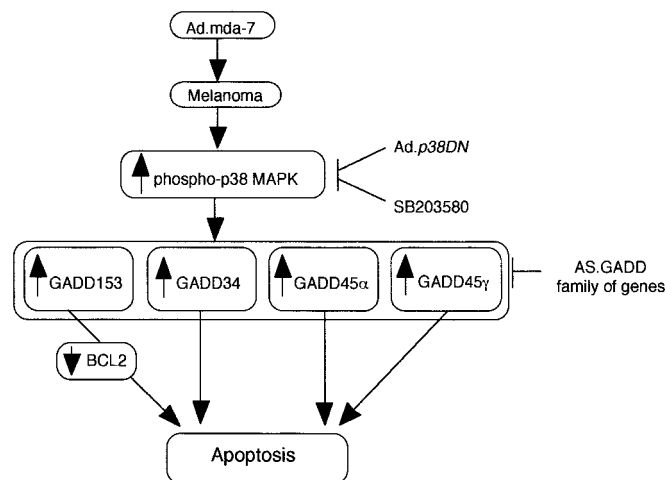 Ad.mda-7
Melanoma
phospho-p38 MAPK
Ad.p38DN
SB203580
GADD153
GADD34
GADD45α
GADD45γ
AS.GADD
family of genes
BCL2
Apoptosis